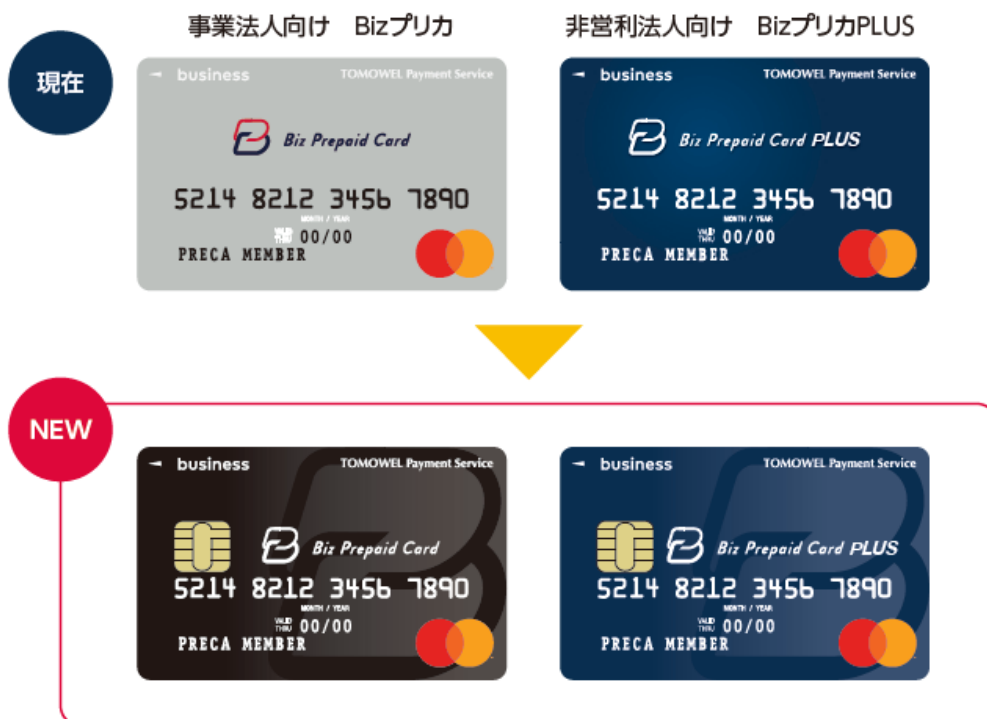 事業法人向け Bizプリカ
非営利法人向け BizプリカPLUS
現在
business TOMOWEL Payment Service
Biz Prepaid Card
5214 8212 3456 7890
MONTH / YEAR
VALID THRU 00/00
PRECA MEMBER
business TOMOWEL Payment Service
Biz Prepaid Card PLUS
5214 8212 3456 7890
MONTH / YEAR
VALID THRU 00/00
PRECA MEMBER
NEW
business TOMOWEL Payment Service
Biz Prepaid Card
5214 8212 3456 7890
MONTH / YEAR
VALID THRU 00/00
PRECA MEMBER
business TOMOWEL Payment Service
Biz Prepaid Card PLUS
5214 8212 3456 7890
MONTH / YEAR
VALID THRU 00/00
PRECA MEMBER